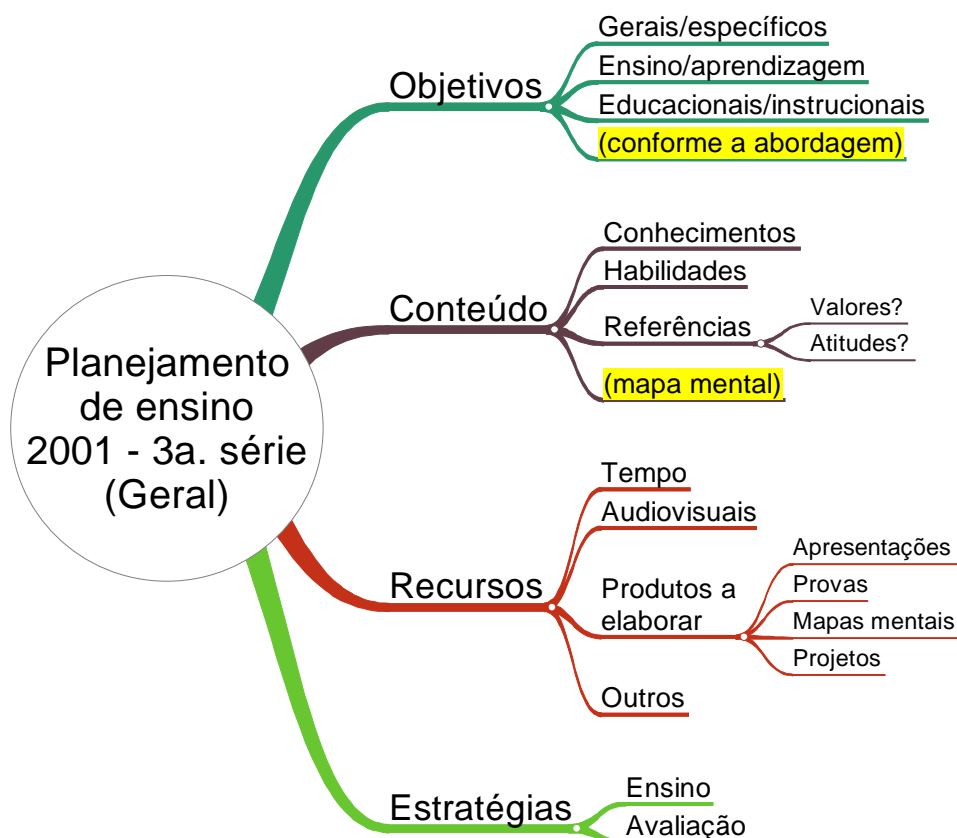 Planejamento
de ensino
2001 - 3a. série
(Geral)
Objetivos
Gerais/específicos
Ensino/aprendizagem
Educacionais/instrucionais
(conforme a abordagem)
Conteúdo
Conhecimentos
Habilidades
Referências
Valores?
Atitudes?
(mapa mental)
Recursos
Tempo
Audiovisuais
Produtos a
elaborar
Apresentações
Provas
Mapas mentais
Projetos
Outros
Estratégias
Ensino
Avaliação